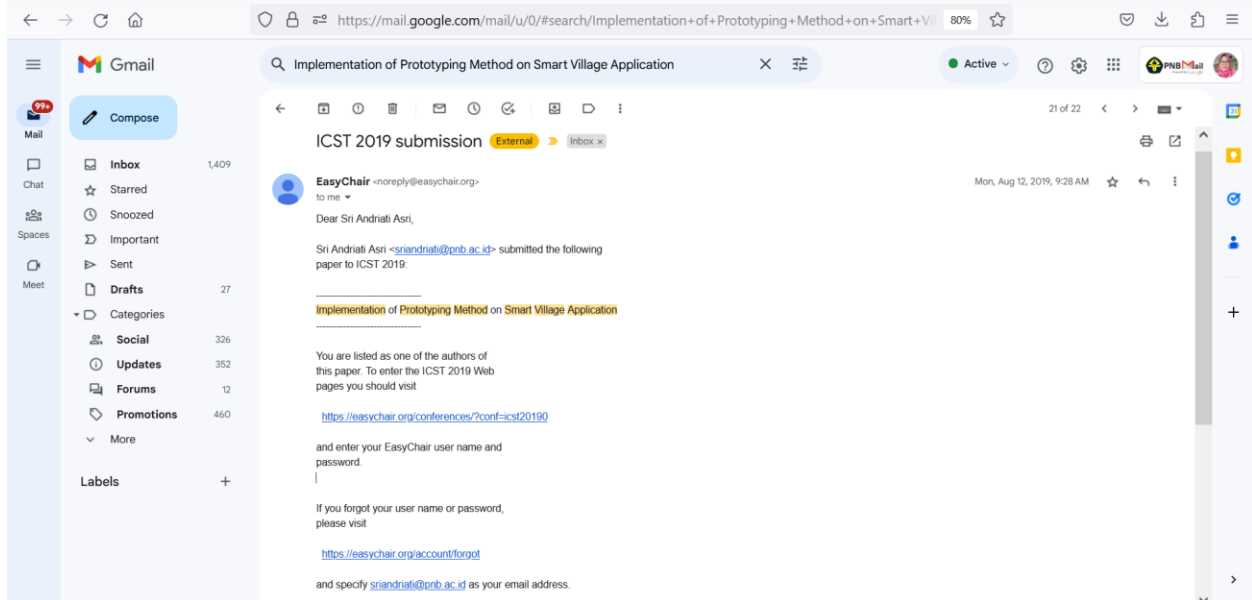 https://mail.google.com/mail/u/0/#search/Implementation+of+Prototyping+Method+on+Smart+Vi
80%
Gmail
Implementation of Prototyping Method on Smart Village Application
Active
PNBMail
99+
Mail
Chat
Spaces
Meet
Compose
Inbox 1,409
Starred
Snoozed
Important
Sent
Drafts 27
Categories
Social 326
Updates 352
Forums 12
Promotions 460
More
Labels
21 of 22
ICST 2019 submission External Inbox ×
EasyChair <noreply@easychair.org> Mon, Aug 12, 2019, 9:28 AM
to me
Dear Sri Andriati Asri,
Sri Andriati Asri <sriandriati@pnb.ac.id> submitted the following
paper to ICST 2019:
-------------------------------
Implementation of Prototyping Method on Smart Village Application
-------------------------------
You are listed as one of the authors of
this paper. To enter the ICST 2019 Web
pages you should visit
https://easychair.org/conferences/?conf=icst20190
and enter your EasyChair user name and
password.
If you forgot your user name or password,
please visit
https://easychair.org/account/forgot
and specify sriandriati@pnb.ac.id as your email address.
31